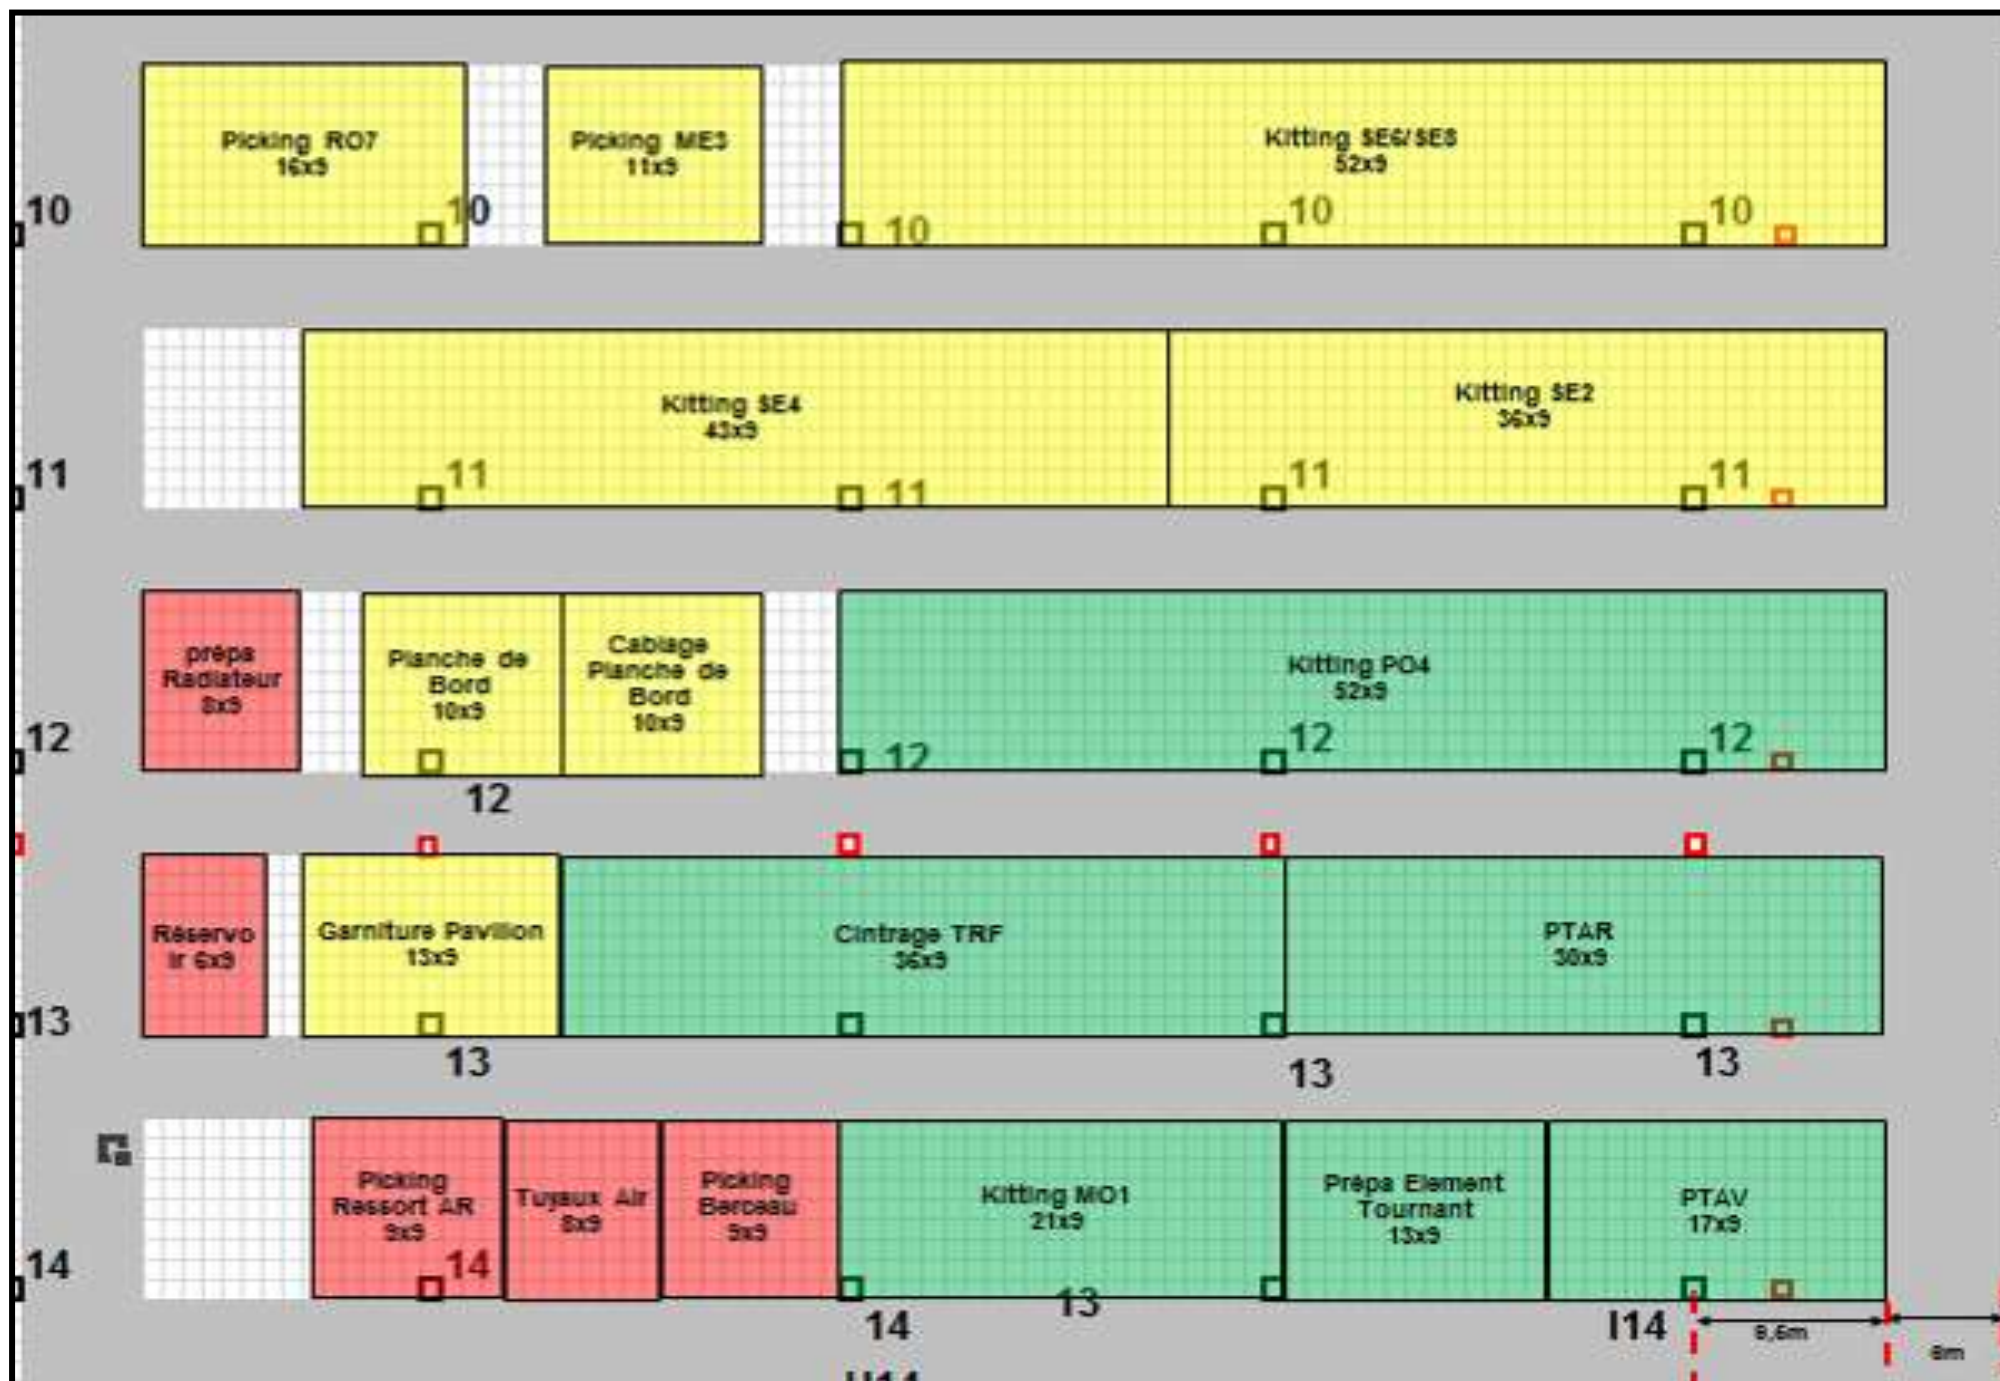 Picking RO7
16x9
Picking ME3
11x9
Kitting SE6/SE8
52x9
10
10
10
10
10
Kitting SE4
43x9
Kitting SE2
36x9
11
11
11
11
11
prépa
Radiateur
8x9
Planche de
Bord
10x9
Cablage
Planche de
Bord
10x9
Kitting PO4
52x9
12
12
12
12
12
Réservo
ir 6x9
Garniture Pavillon
13x9
Cintrage TRF
36x9
PTAR
30x9
13
13
13
13
Picking
Ressort AR
9x9
Tuyaux Air
8x9
Picking
Berceau
9x9
Kitting MO1
21x9
Prépa Element
Tournant
13x9
PTAV
17x9
14
14
13
14
I14
6m